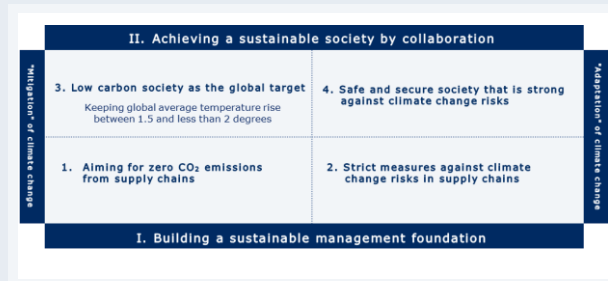 II. Achieving a sustainable society by collaboration
"Mitigation" of climate change
3. Low carbon society as the global target
Keeping global average temperature rise
between 1.5 and less than 2 degrees
4. Safe and secure society that is strong
against climate change risks
1. Aiming for zero CO₂ emissions
from supply chains
2. Strict measures against climate
change risks in supply chains
"Adaptation" of climate change
I. Building a sustainable management foundation